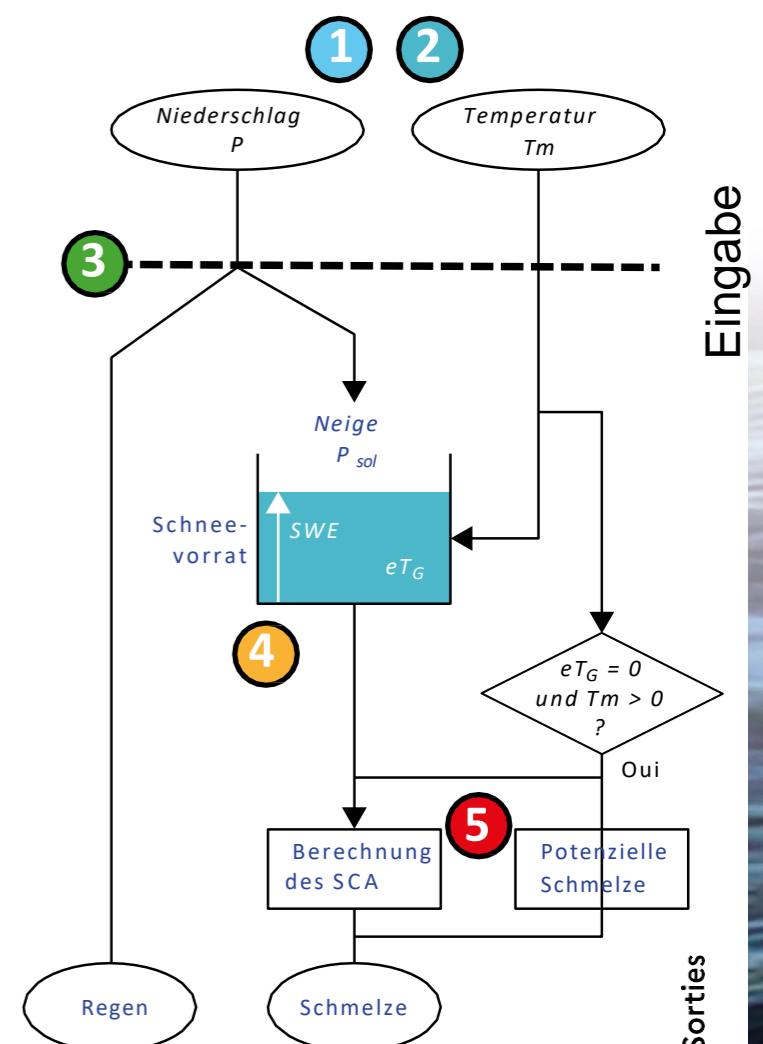 1
2
Niederschlag
P
Temperatur
Tm
Eingabe
3
Neige
P sol
Schnee-
vorrat
SWE
eTG
4
eTG = 0
und Tm > 0
?
Oui
5
Berechnung
des SCA
Potenzielle
Schmelze
Sorties
Regen
Schmelze